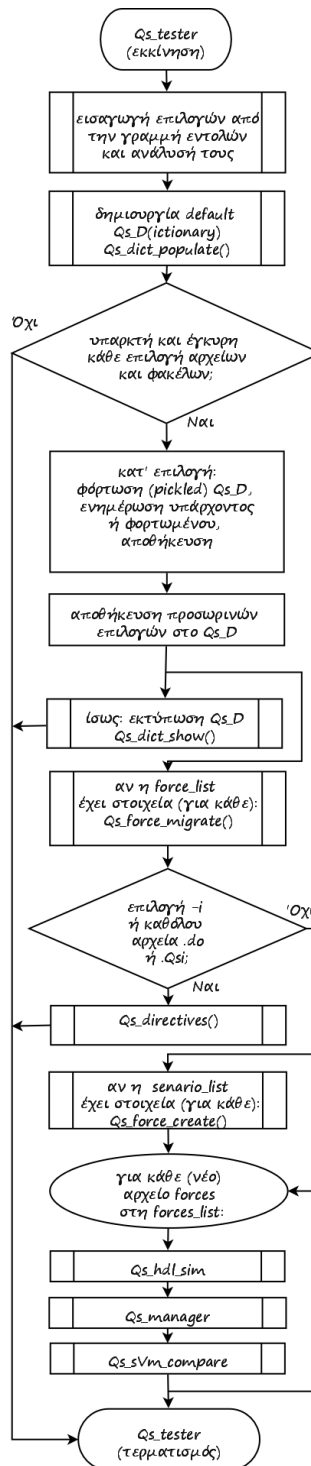 Qs_tester
(εκκίνηση)
εισαγωγή επιλογών από
την γραμμή εντολών
και ανάλυσή τους
δημιουργία default
Qs_D(ictionary)
Qs_dict_populate()
Όχι
υπαρκτή και έγκυρη
κάθε επιλογή αρχείων
και φακέλων;
Ναι
κατ' επιλογή:
φόρτωση (pickled) Qs_D,
ενημέρωση υπάρχοντος
ή φορτωμένου,
αποθήκευση
αποθήκευση προσωρινών
επιλογών στο Qs_D
ίσως: εκτύπωση Qs_D
Qs_dict_show()
αν η force_list
έχει στοιχεία (για κάθε):
Qs_force_migrate()
επιλογή -i
ή καθόλου
αρχεία .do
ή .Qsi;
Όχι
Ναι
Qs_directives()
αν η senario_list
έχει στοιχεία (για κάθε):
Qs_force_create()
για κάθε (νέο)
αρχείο forces
στη forces_list:
Qs_hdl_sim
Qs_manager
Qs_sVm_compare
Qs_tester
(τερματισμός)